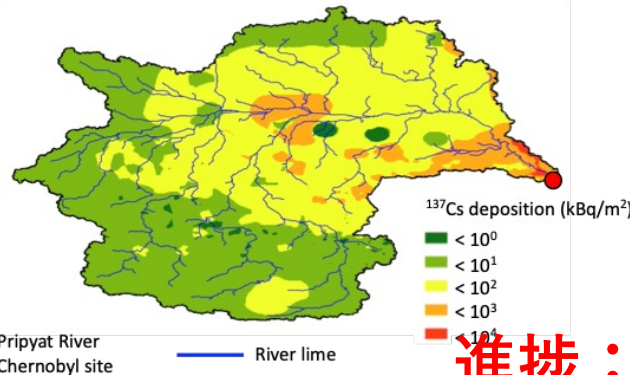 ¹³⁷Cs deposition (kBq/m²)
< 10⁰
< 10¹
< 10²
< 10³
< 10⁴
Pripyat River
Chernobyl site
River lime
進捗：